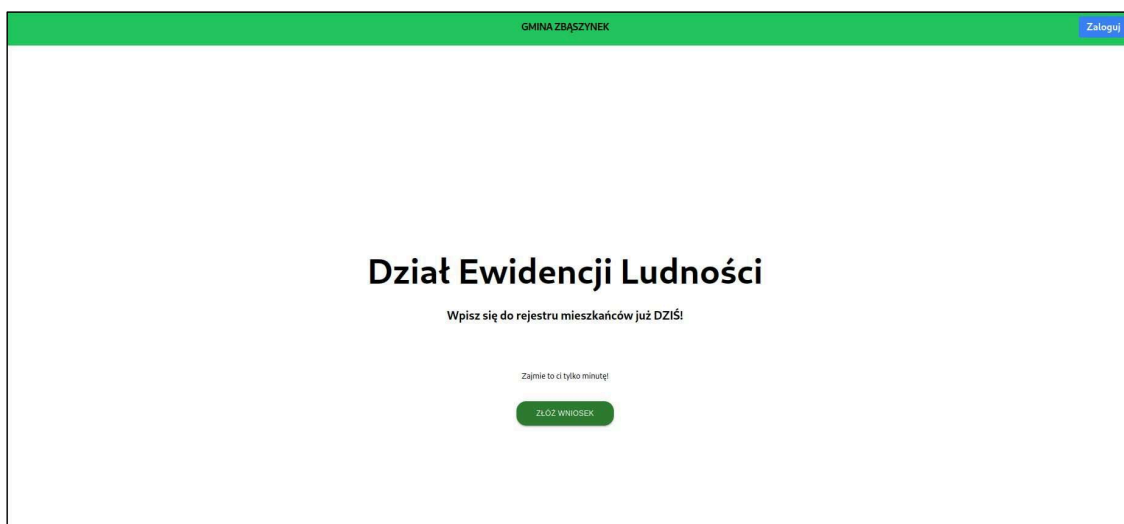 GMINA ZBĄSZYNEK
Zaloguj
Dział Ewidencji Ludności
Wpisz się do rejestru mieszkańców już DZIŚ!
Zajmie to ci tylko minutę!
ZŁÓŻ WNIOSEK